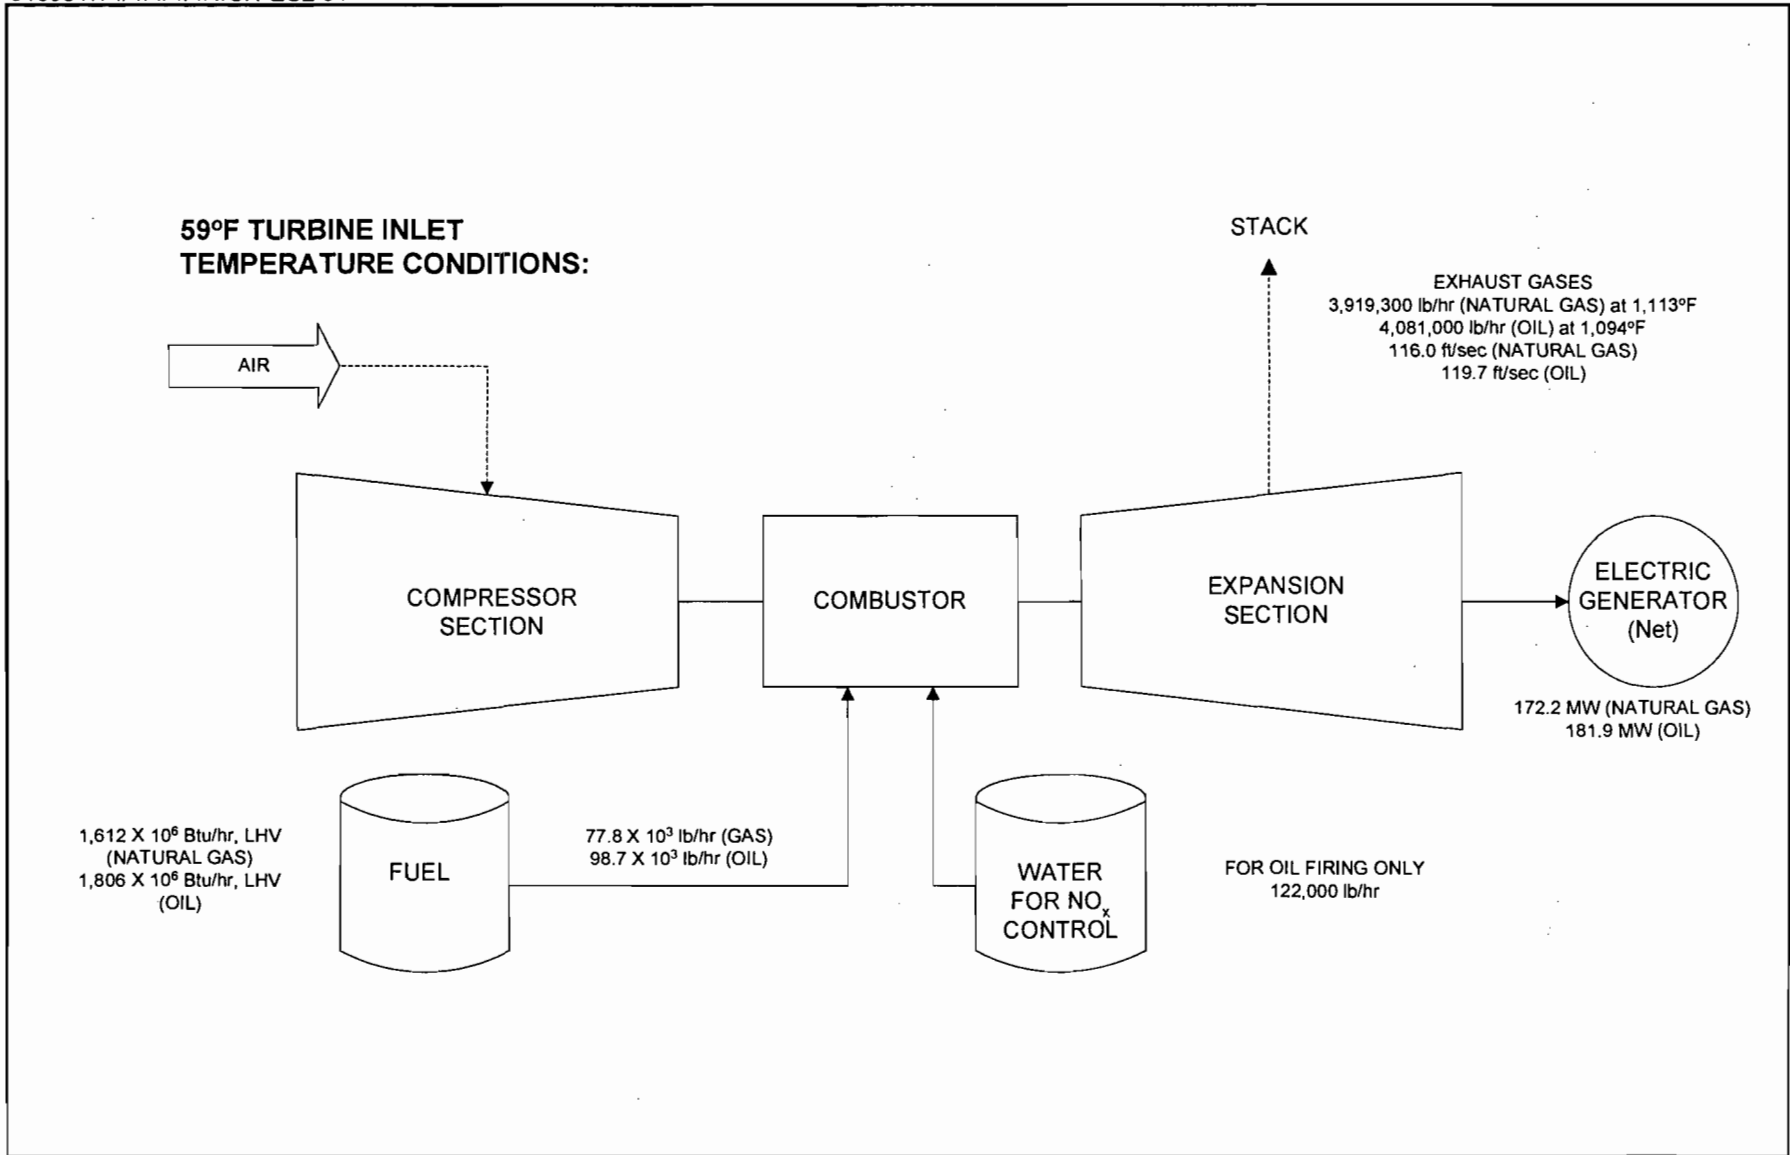 59ºF TURBINE INLET
TEMPERATURE CONDITIONS:
AIR
STACK
EXHAUST GASES
3,919,300 lb/hr (NATURAL GAS) at 1,113ºF
4,081,000 lb/hr (OIL) at 1,094ºF
116.0 ft/sec (NATURAL GAS)
119.7 ft/sec (OIL)
COMPRESSOR
SECTION
COMBUSTOR
EXPANSION
SECTION
ELECTRIC
GENERATOR
(Net)
172.2 MW (NATURAL GAS)
181.9 MW (OIL)
1,612 X 10⁶ Btu/hr, LHV
(NATURAL GAS)
1,806 X 10⁶ Btu/hr, LHV
(OIL)
FUEL
77.8 X 10³ lb/hr (GAS)
98.7 X 10³ lb/hr (OIL)
WATER
FOR NOₓ
CONTROL
FOR OIL FIRING ONLY
122,000 lb/hr